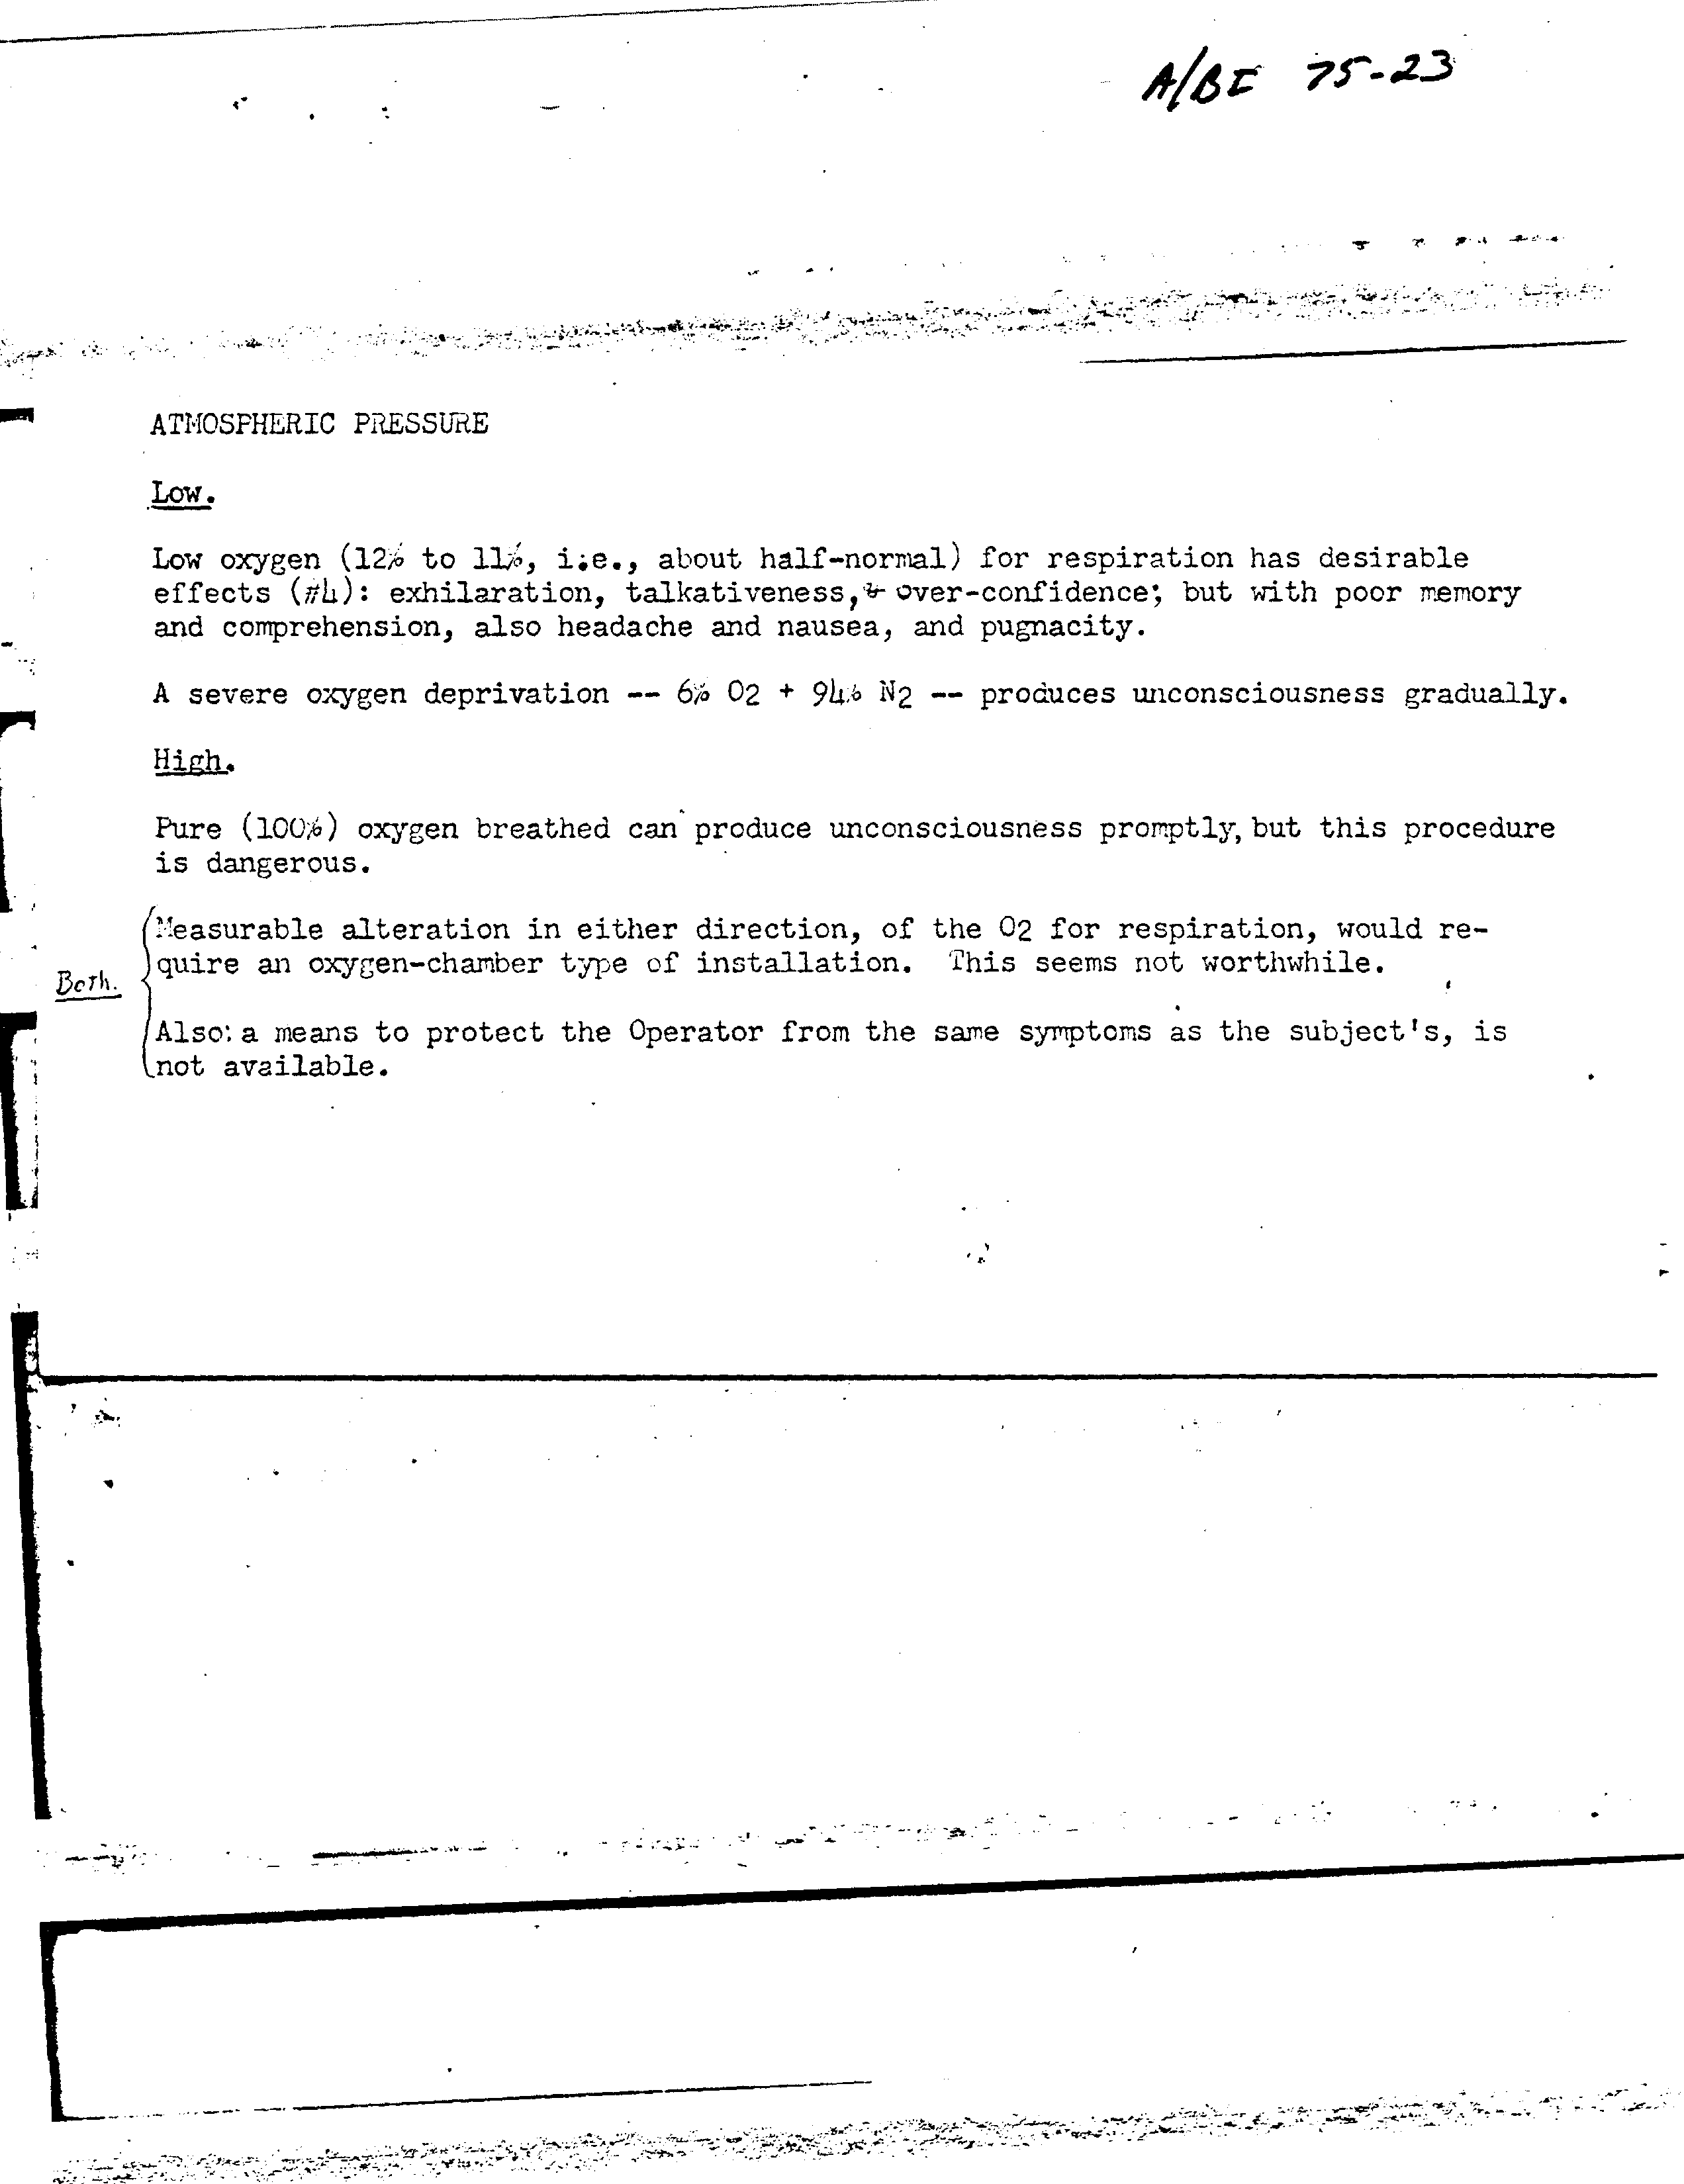 A/BE 75-23
ATMOSPHERIC PRESSURE
Low.
Low oxygen (12% to 11%, i.e., about half-normal) for respiration has desirable
effects (#4): exhilaration, talkativeness, & over-confidence; but with poor memory
and comprehension, also headache and nausea, and pugnacity.
A severe oxygen deprivation -- 6% O2 + 94% N2 -- produces unconsciousness gradually.
High.
Pure (100%) oxygen breathed can produce unconsciousness promptly, but this procedure
is dangerous.
Measurable alteration in either direction, of the O2 for respiration, would re-
quire an oxygen-chamber type of installation. This seems not worthwhile.
Both.
Also: a means to protect the Operator from the same symptoms as the subject's, is
not available.